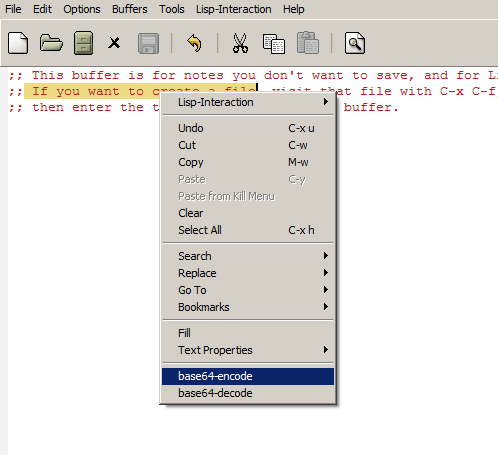 File Edit Options Buffers Tools Lisp-Interaction Help
;; This buffer is for notes you don't want to save, and for Li
;; If you want to create a file, visit that file with C-x C-f
;; then enter the t buffer.
Lisp-Interaction
Undo C-x u
Cut C-w
Copy M-w
Paste C-y
Paste from Kill Menu
Clear
Select All C-x h
Search
Replace
Go To
Bookmarks
Fill
Text Properties
base64-encode
base64-decode